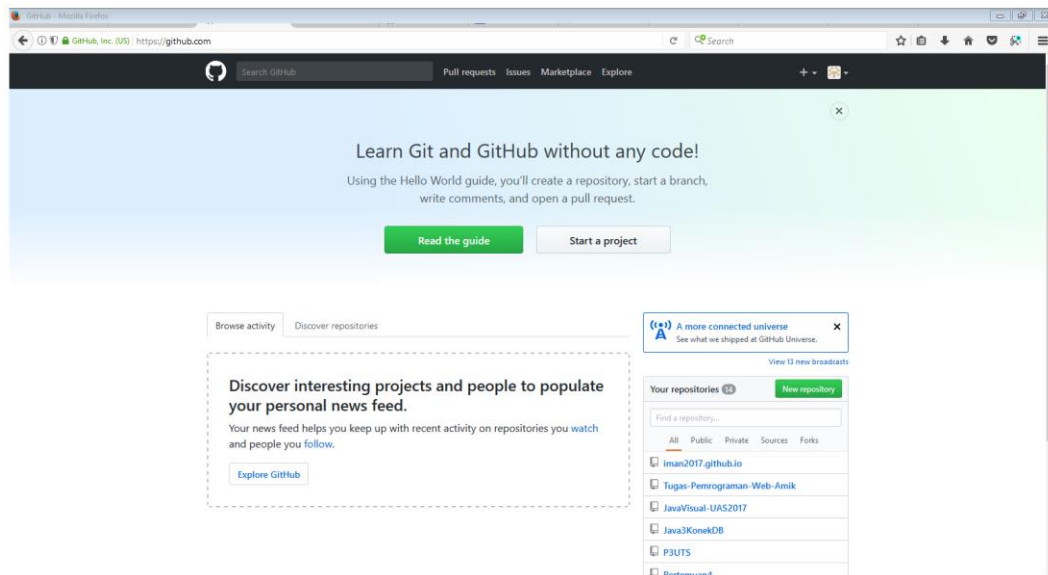 GitHub - Mozilla Firefox
GitHub, Inc. (US) https://github.com
Search
Search GitHub
Pull requests Issues Marketplace Explore
Learn Git and GitHub without any code!
Using the Hello World guide, you'll create a repository, start a branch,
write comments, and open a pull request.
Read the guide
Start a project
Browse activity
Discover repositories
Discover interesting projects and people to populate
your personal news feed.
Your news feed helps you keep up with recent activity on repositories you watch
and people you follow.
Explore GitHub
A more connected universe
See what we shipped at GitHub Universe.
View 13 new broadcasts
Your repositories 14
New repository
Find a repository...
All Public Private Sources Forks
iman2017.github.io
Tugas-Pemrograman-Web-Amik
JavaVisual-UAS2017
Java3KonekDB
P3UTS